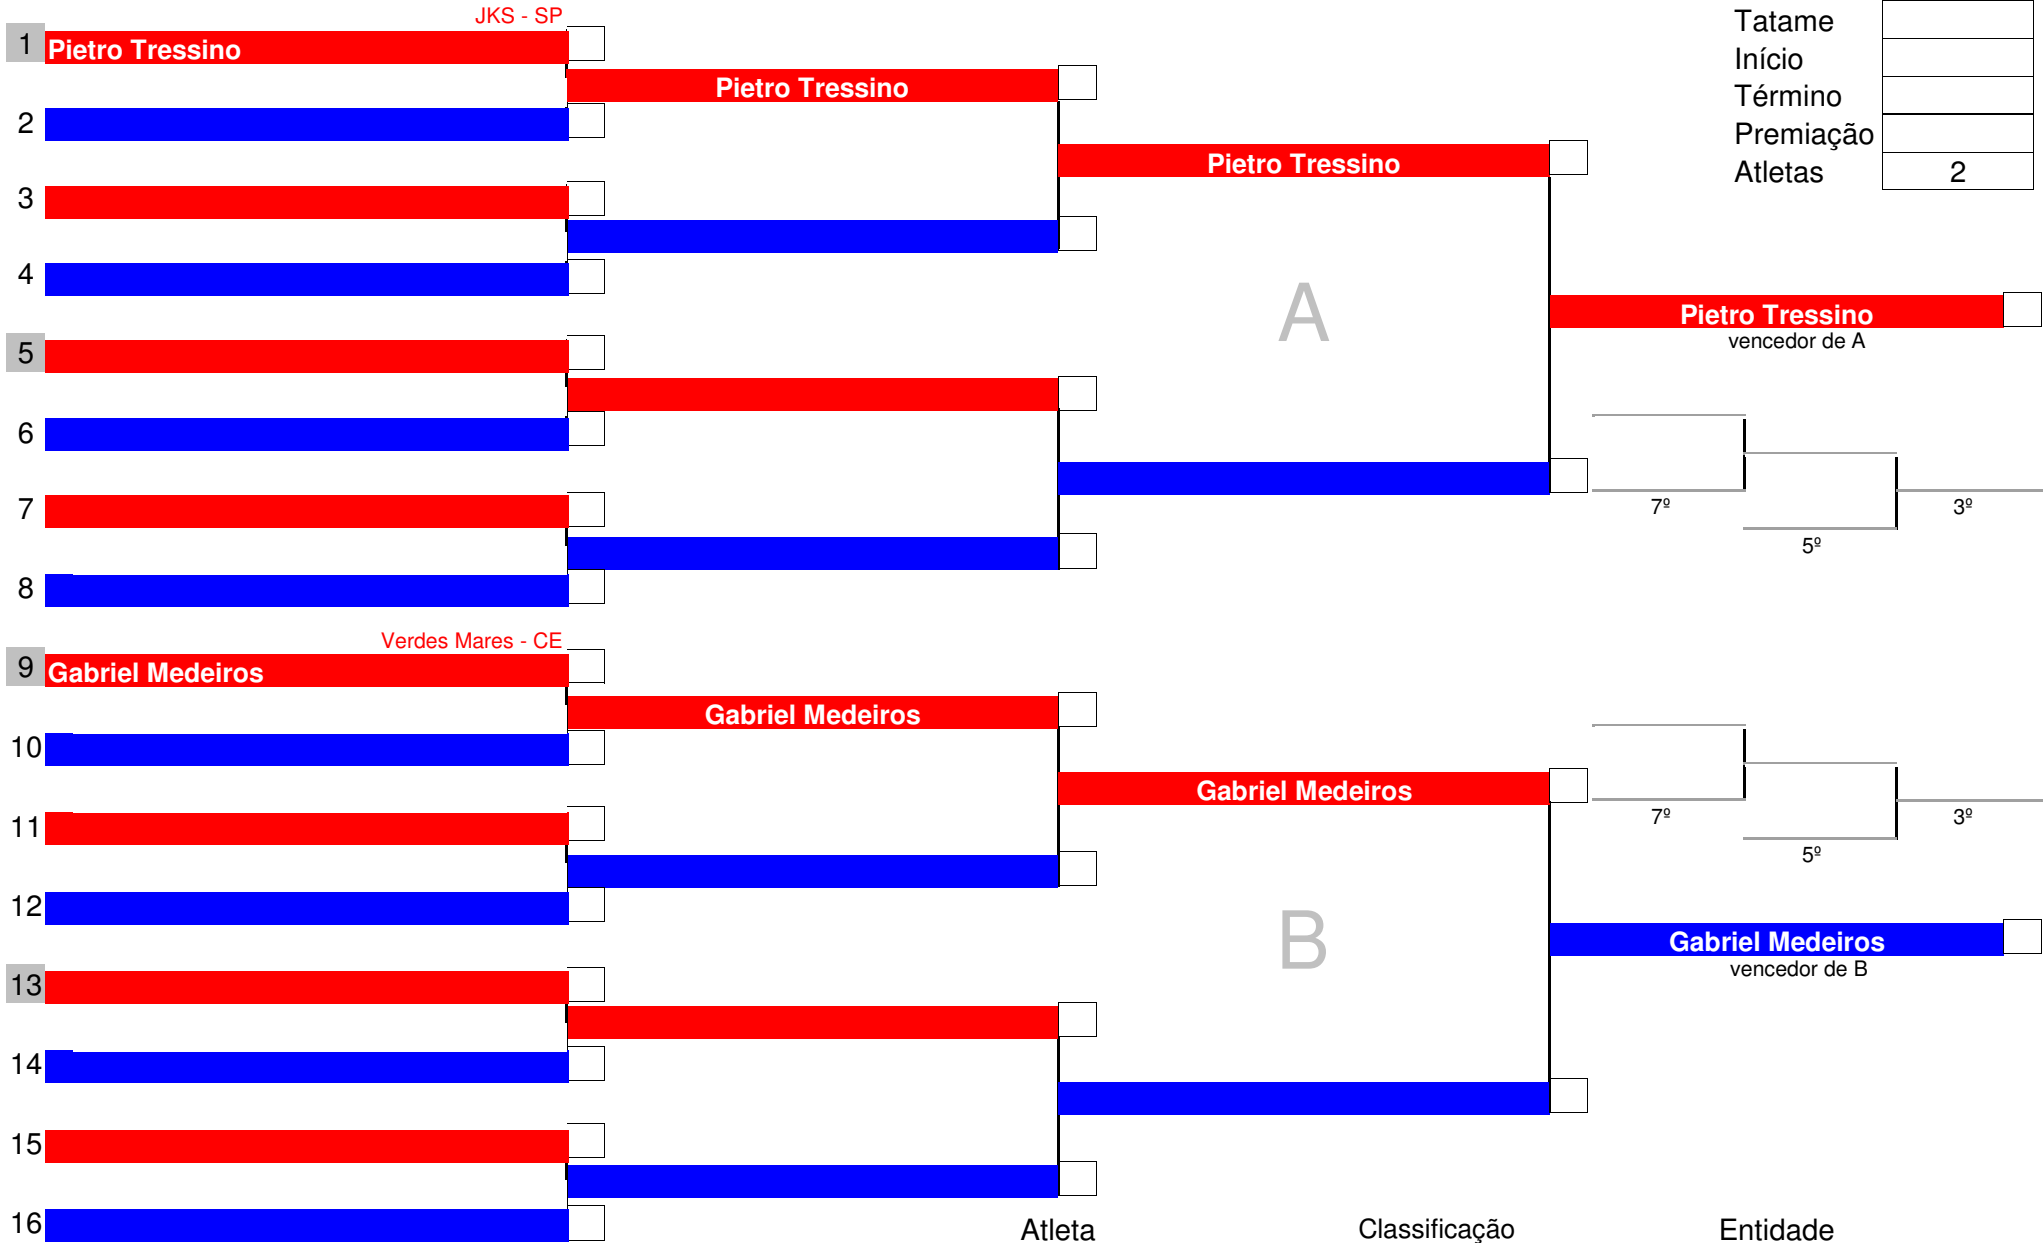 JKS - SP
1 Pietro Tressino
Pietro Tressino
2
Pietro Tressino
3
4
Pietro Tressino
vencedor de A
A
5
6
7
8
7º
5º
3º
Verdes Mares - CE
9 Gabriel Medeiros
Gabriel Medeiros
10
Gabriel Medeiros
11
12
7º
5º
3º
B
Gabriel Medeiros
vencedor de B
13
14
15
16
Tatame
Início
Término
Premiação
Atletas 2
Atleta Classificação Entidade